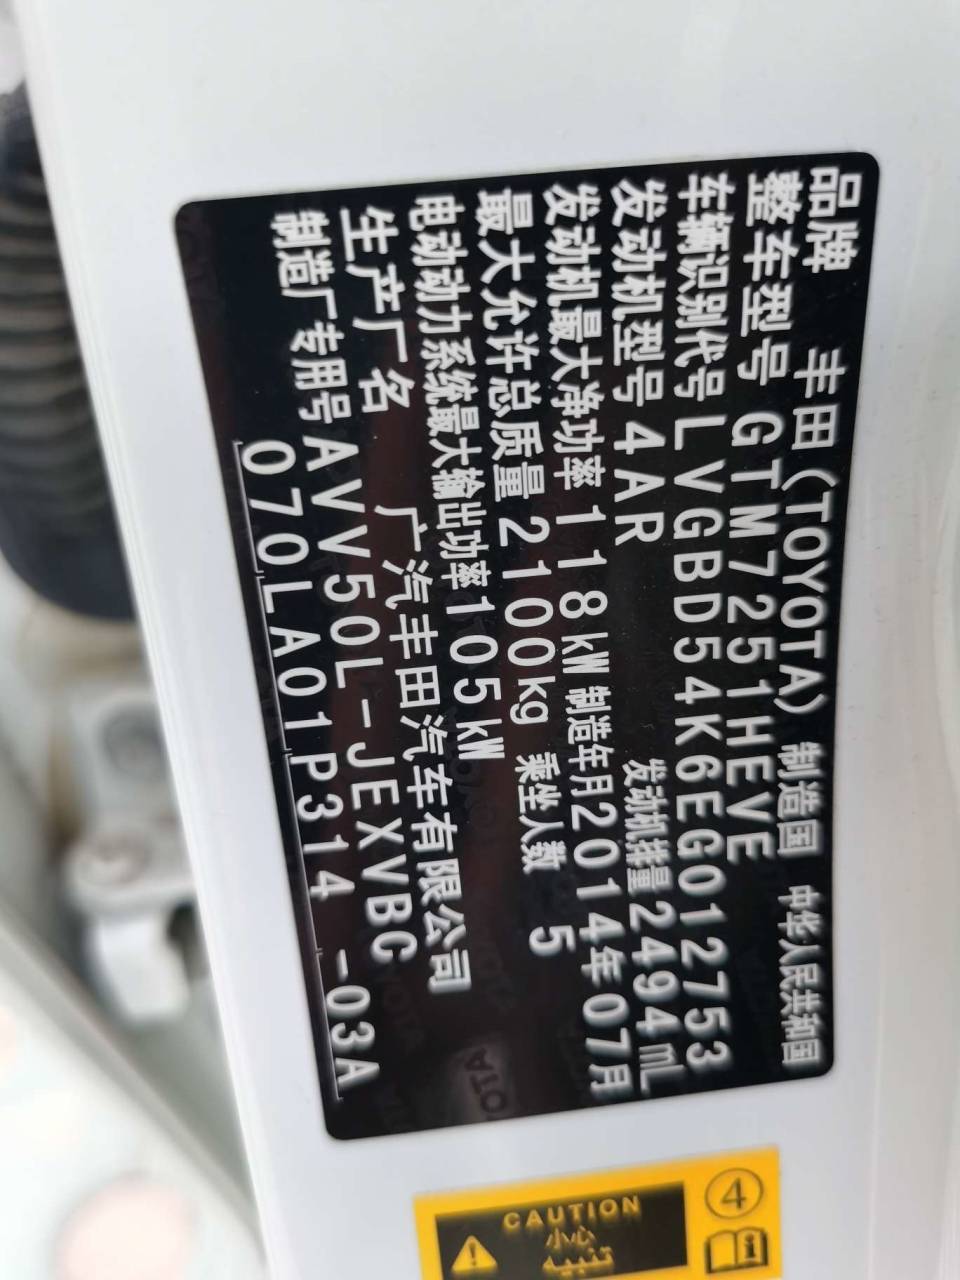 品牌 丰田(TOYOTA) 制造国 中华人民共和国
整车型号 GTM7251HEVE
车辆识别代号 LVGBD54K6EG012753
发动机型号 4AR 发动机排量 2494mL
发动机最大净功率 118kW 制造年月 2014年07月
最大允许总质量 2100kg 乘坐人数 5
电动动力系统最大输出功率 105kW
生产厂名 广汽丰田汽车有限公司
制造厂专用号 AVV50L-JEXVBC
070LA01P314 -03A
④
CAUTION
小心
تنبيه